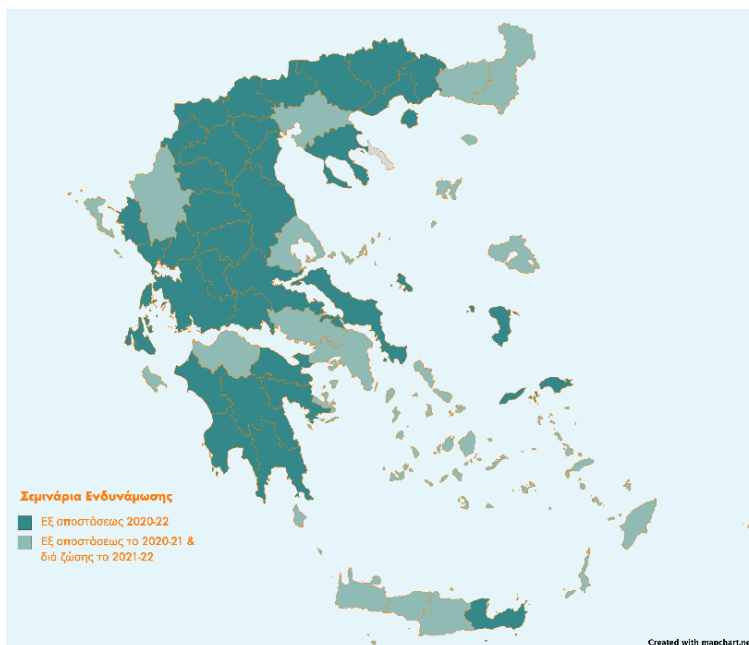 Σεμινάρια Ενδυνάμωσης
Εξ αποστάσεως 2020-22
Εξ αποστάσεως το 2020-21 &
διά ζώσης το 2021-22
Created with mapchart.ne